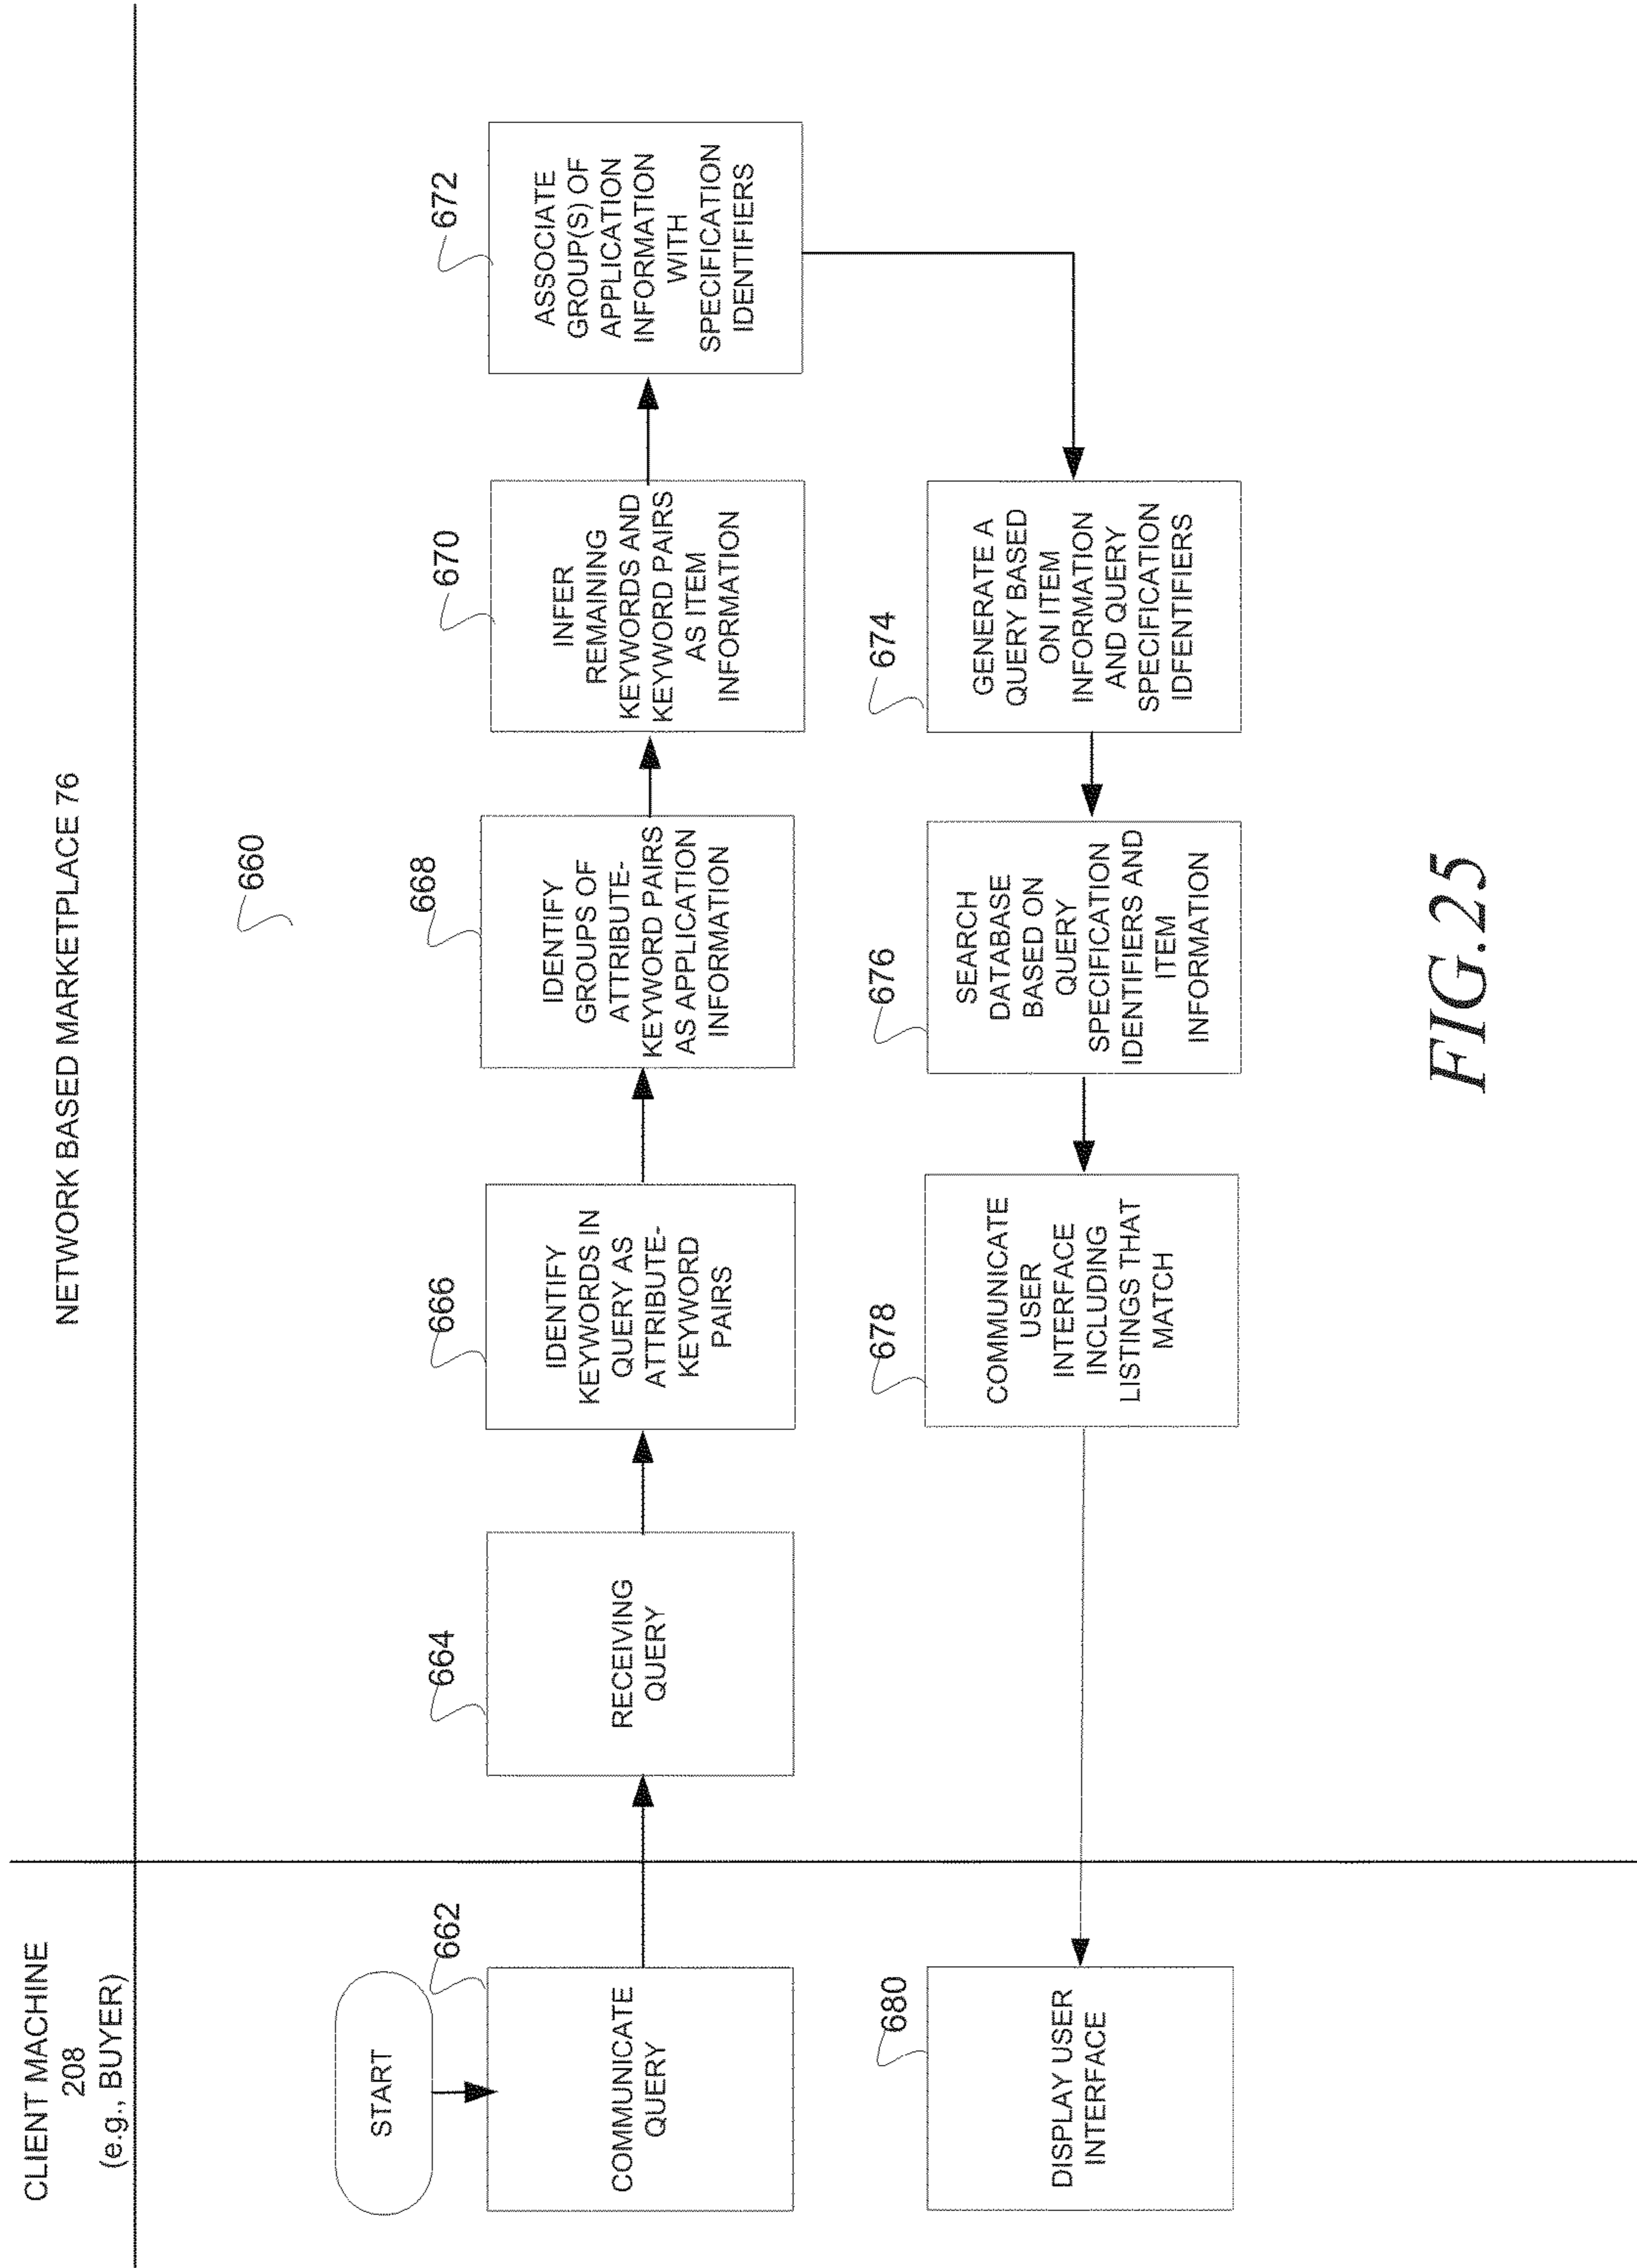 CLIENT MACHINE
208
(e.g., BUYER)
NETWORK BASED MARKETPLACE 76
660
START
662
COMMUNICATE
QUERY
664
RECEIVING
QUERY
666
IDENTIFY
KEYWORDS IN
QUERY AS
ATTRIBUTE-
KEYWORD
PAIRS
668
IDENTIFY
GROUPS OF
ATTRIBUTE-
KEYWORD PAIRS
AS APPLICATION
INFORMATION
670
INFER
REMAINING
KEYWORDS AND
KEYWORD PAIRS
AS ITEM
INFORMATION
672
ASSOCIATE
GROUP(S) OF
APPLICATION
INFORMATION
WITH
SPECIFICATION
IDENTIFIERS
674
GENERATE A
QUERY BASED
ON ITEM
INFORMATION
AND QUERY
SPECIFICATION
IDFENTIFIERS
676
SEARCH
DATABASE
BASED ON
QUERY
SPECIFICATION
IDENTIFIERS AND
ITEM
INFORMATION
678
COMMUNICATE
USER
INTERFACE
INCLUDING
LISTINGS THAT
MATCH
680
DISPLAY USER
INTERFACE
FIG.25